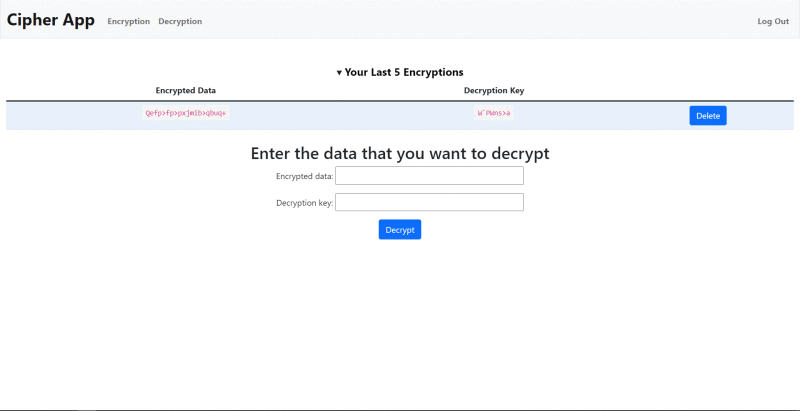 Cipher App Encryption Decryption Log Out
▾ Your Last 5 Encryptions
Encrypted Data Decryption Key
Qefp>fp>pxjmib>qbuq+ W`PWns>a Delete
Enter the data that you want to decrypt
Encrypted data:
Decryption key:
Decrypt